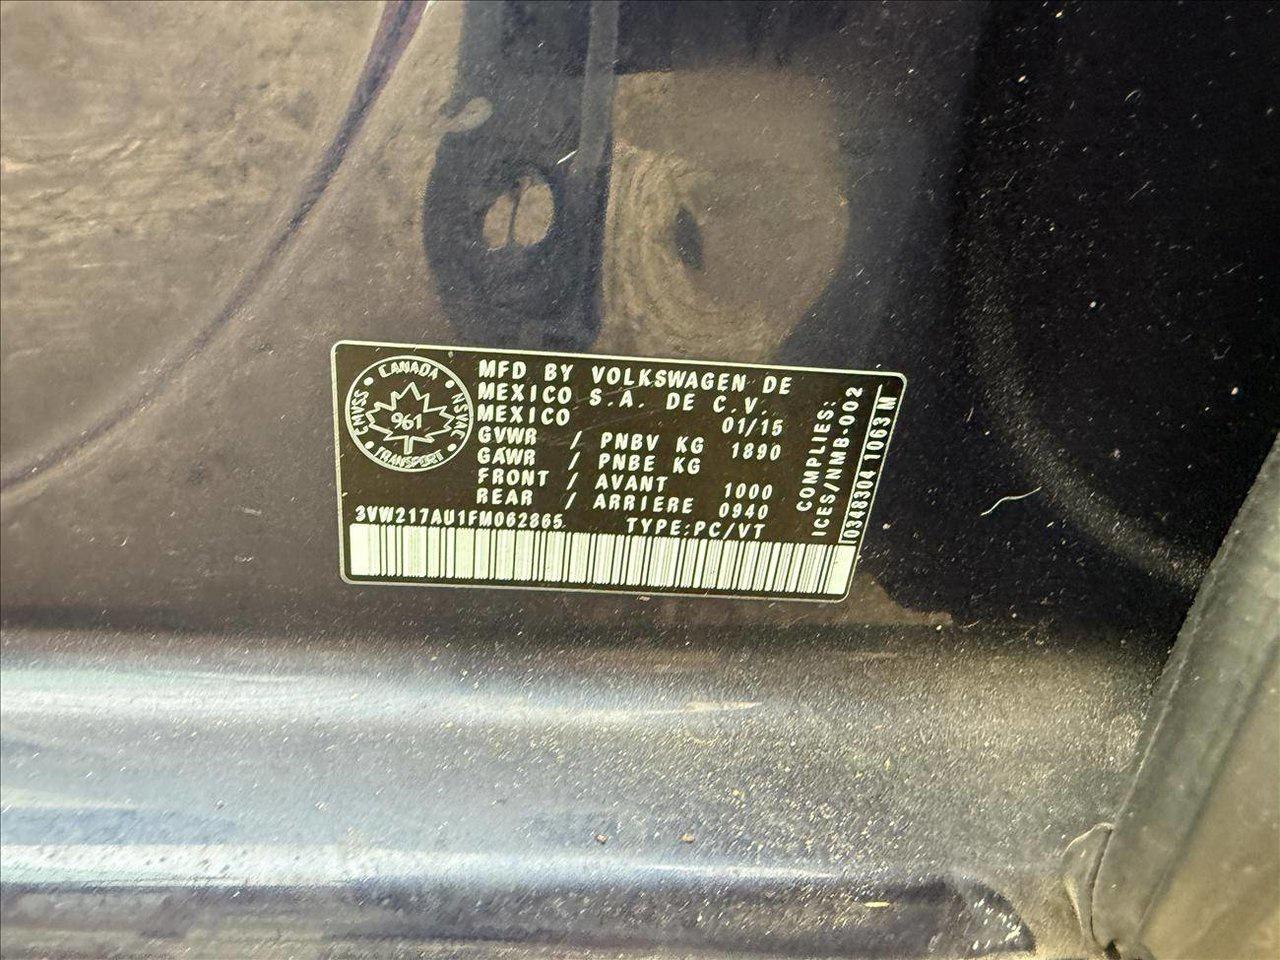 CANADA
CMVSS
NSVAC
961
TRANSPORT
MFD BY VOLKSWAGEN DE
MEXICO S.A. DE C.V.
MEXICO 01/15
GVWR / PNBV KG 1890
GAWR / PNBE KG
FRONT / AVANT 1000
REAR / ARRIERE 0940
3VW217AU1FM062865 TYPE:PC/VT
COMPLIES:
ICES/NMB-002
10348304 1063 M